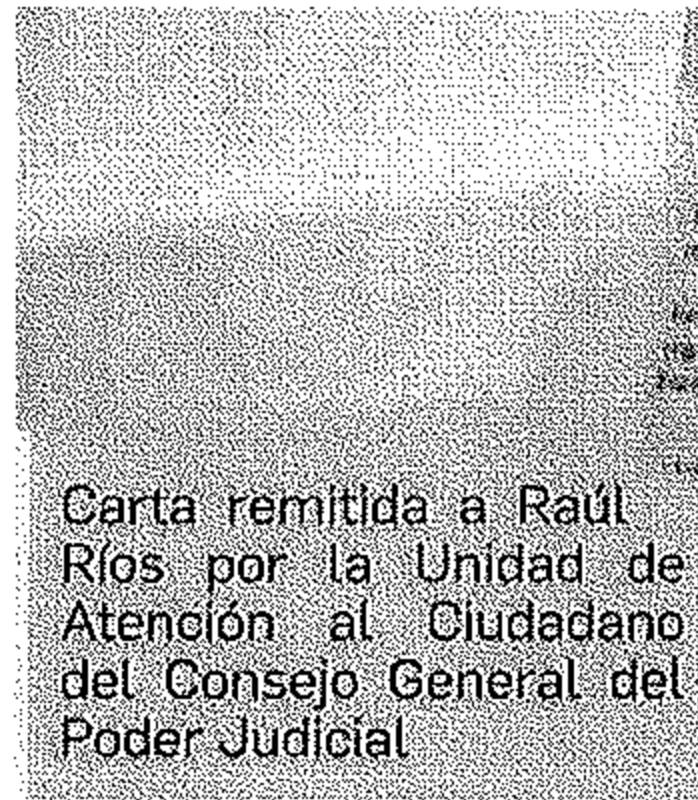 Carta remitida a Raúl
Ríos por la Unidad de
Atención al Ciudadano
del Consejo General del
Poder Judicial